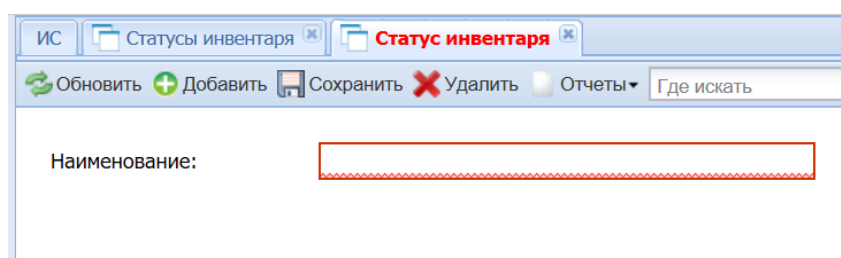 ИС Статусы инвентаря Статус инвентаря
Обновить Добавить Сохранить Удалить Отчеты Где искать
Наименование: